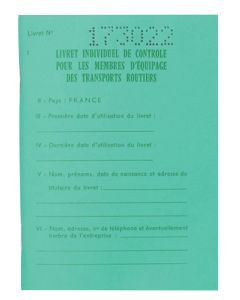 Livret N° 173022
I
LIVRET INDIVIDUEL DE CONTROLE
POUR LES MEMBRES D'ÉQUIPAGE
DES TRANSPORTS ROUTIERS
II - Pays : FRANCE
III - Première date d'utilisation du livret :
IV - Dernière date d'utilisation du livret :
V - Nom, prénoms, date de naissance et adresse du
titulaire du livret :
VI - Nom, adresse, n° de téléphone et éventuellement
timbre de l'entreprise :